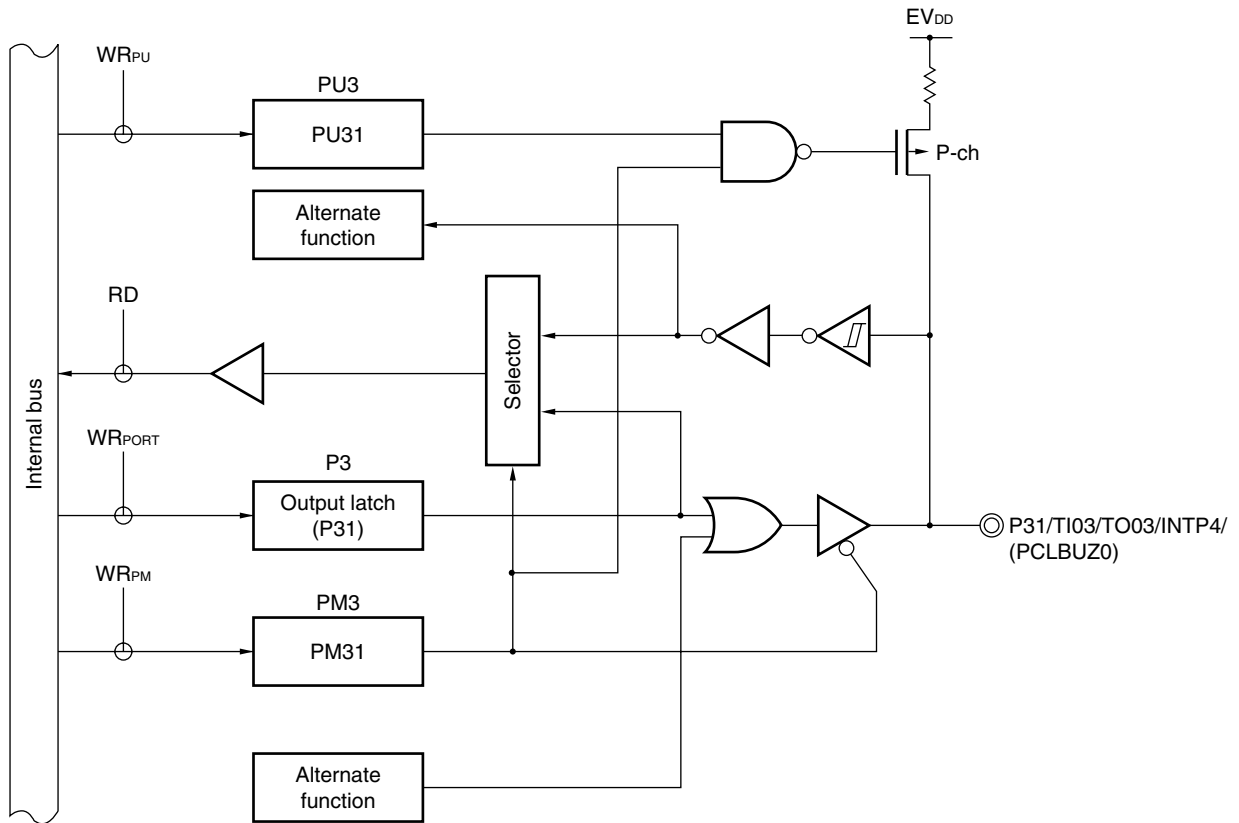 EVDD
WRPU
PU3
PU31
P-ch
Alternate
function
RD
Selector
Internal bus
WRPORT
P3
Output latch
(P31)
P31/TI03/TO03/INTP4/
(PCLBUZ0)
WRPM
PM3
PM31
Alternate
function